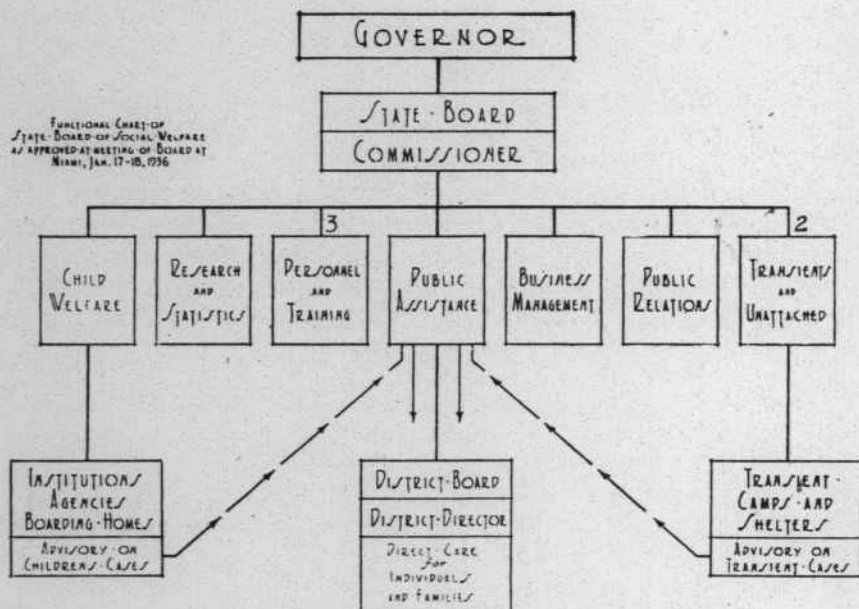 GOVERNOR
STATE·BOARD
COMMISSIONER
FUNCTIONAL·CHART·OF
STATE·BOARD·OF·SOCIAL·WELFARE
AS APPROVED·AT·MEETING·OF·BOARD AT
MIAMI, JAN. 17-18, 1936
3
2
CHILD
WELFARE
RESEARCH
AND
STATISTICS
PERSONNEL
AND
TRAINING
PUBLIC
ASSISTANCE
BUSINESS
MANAGEMENT
PUBLIC
RELATIONS
TRANSIENTS
AND
UNATTACHED
INSTITUTIONS
AGENCIES
BOARDING·HOMES
ADVISORY·ON
CHILDRENS·CASES
DISTRICT·BOARD
DISTRICT·DIRECTOR
DIRECT·CARE
for
INDIVIDUALS
AND FAMILIES
TRANSIENT·
CAMPS·AND
SHELTERS
ADVISORY ON
TRANSIENT·CASES